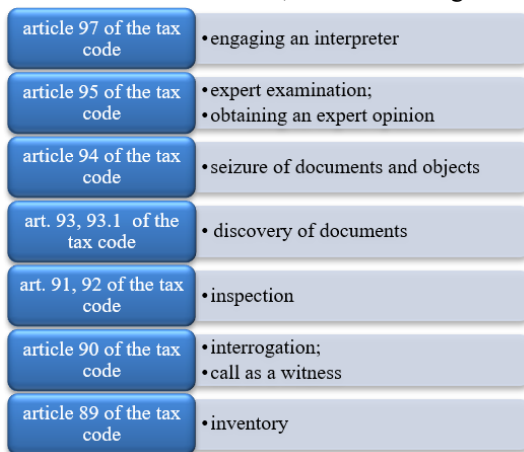 article 97 of the tax
code
• engaging an interpreter
article 95 of the tax
code
• expert examination;
• obtaining an expert opinion
article 94 of the tax
code
• seizure of documents and objects
art. 93, 93.1 of the
tax code
• discovery of documents
art. 91, 92 of the tax
code
• inspection
article 90 of the tax
code
• interrogation;
• call as a witness
article 89 of the tax
code
• inventory